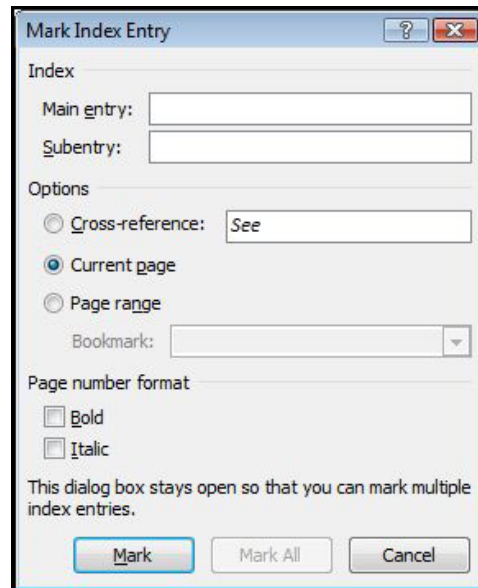 Mark Index Entry
?
X
Index
Main entry:
Subentry:
Options
Cross-reference: See
Current page
Page range
Bookmark:
Page number format
Bold
Italic
This dialog box stays open so that you can mark multiple
index entries.
Mark Mark All Cancel